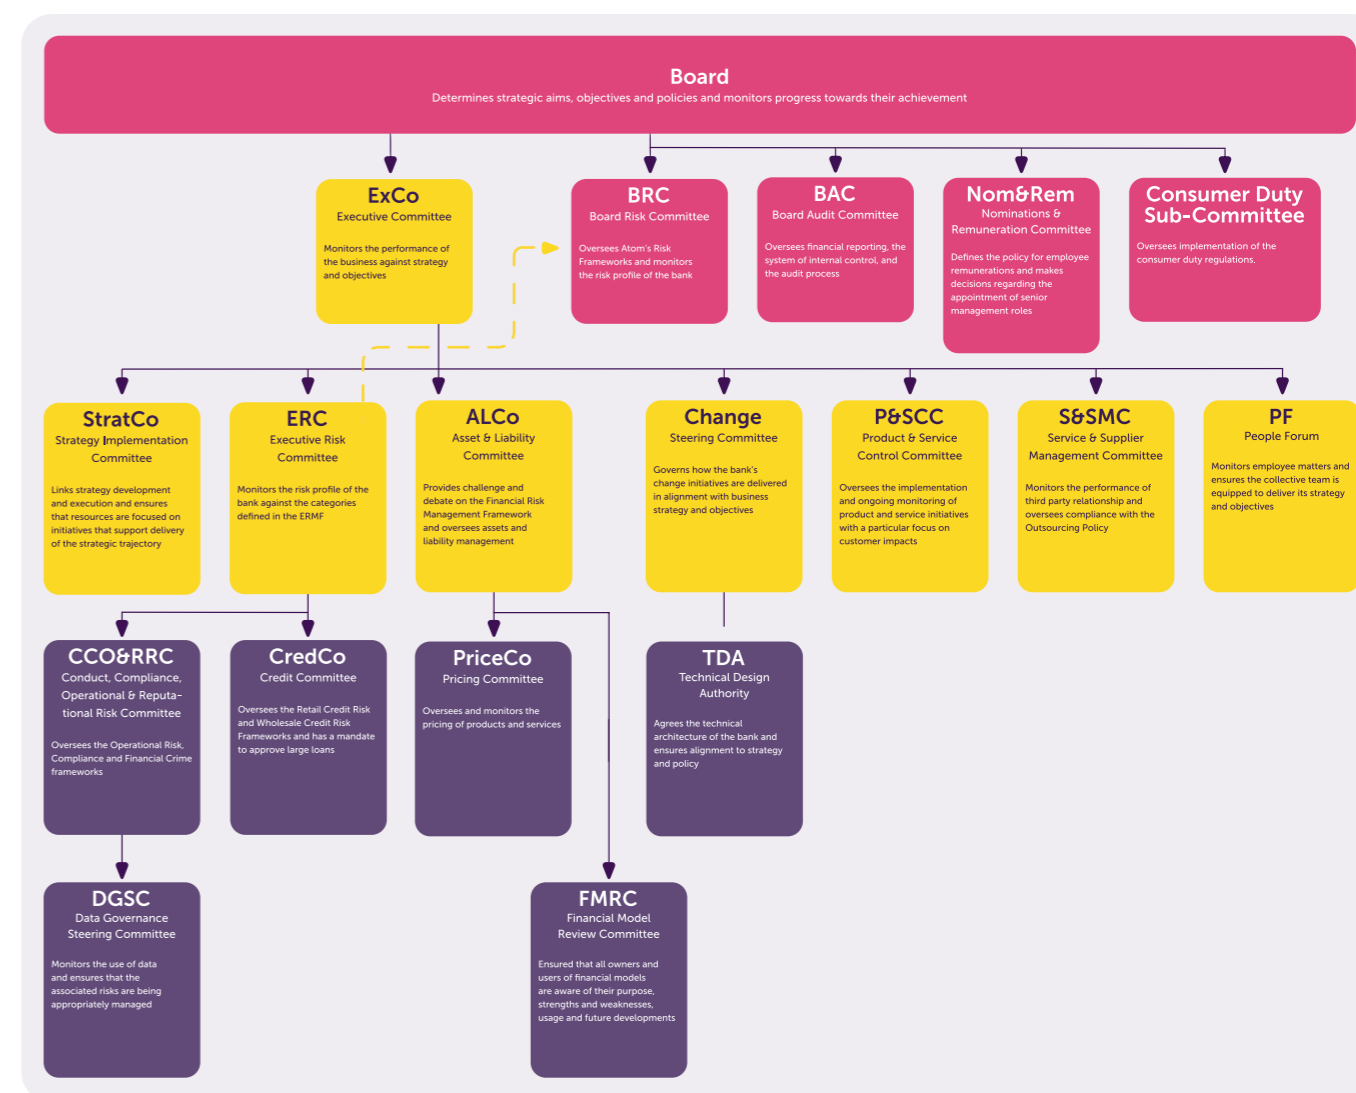 Board
Determines strategic aims, objectives and policies and monitors progress towards their achievement
ExCo
Executive Committee
Monitors the performance of
the business against strategy
and objectives
BRC
Board Risk Committee
Oversees Atom's Risk
Frameworks and monitors
the risk profile of the bank
BAC
Board Audit Committee
Oversees financial reporting, the
system of internal control, and
the audit process
Nom&Rem
Nominations &
Remuneration Committee
Defines the policy for employee
remunerations and makes
decisions regarding the
appointment of senior
management roles
Consumer Duty
Sub-Committee
Oversees implementation of the
consumer duty regulations.
StratCo
Strategy Implementation
Committee
Links strategy development
and execution and ensures
that resources are focused on
initiatives that support delivery
of the strategic trajectory
ERC
Executive Risk
Committee
Monitors the risk profile of the
bank against the categories
defined in the ERMF
ALCo
Asset & Liability
Committee
Provides challenge and
debate on the Financial Risk
Management Framework
and oversees assets and
liability management
Change
Steering Committee
Governs how the bank's
change initiatives are delivered
in alignment with business
strategy and objectives
P&SCC
Product & Service
Control Committee
Oversees the implementation
and ongoing monitoring of
product and service initiatives
with a particular focus on
customer impacts
S&SMC
Service & Supplier
Management Committee
Monitors the performance of
third party relationship and
oversees compliance with the
Outsourcing Policy
PF
People Forum
Monitors employee matters and
ensures the collective team is
equipped to deliver its strategy
and objectives
CCO&RRC
Conduct, Compliance,
Operational & Reputa-
tional Risk Committee
Oversees the Operational Risk,
Compliance and Financial Crime
frameworks
CredCo
Credit Committee
Oversees the Retail Credit Risk
and Wholesale Credit Risk
Frameworks and has a mandate
to approve large loans
PriceCo
Pricing Committee
Oversees and monitors the
pricing of products and services
TDA
Technical Design
Authority
Agrees the technical
architecture of the bank and
ensures alignment to strategy
and policy
DGSC
Data Governance
Steering Committee
Monitors the use of data
and ensures that the
associated risks are being
appropriately managed
FMRC
Financial Model
Review Committee
Ensured that all owners and
users of financial models
are aware of their purpose,
strengths and weaknesses,
usage and future developments